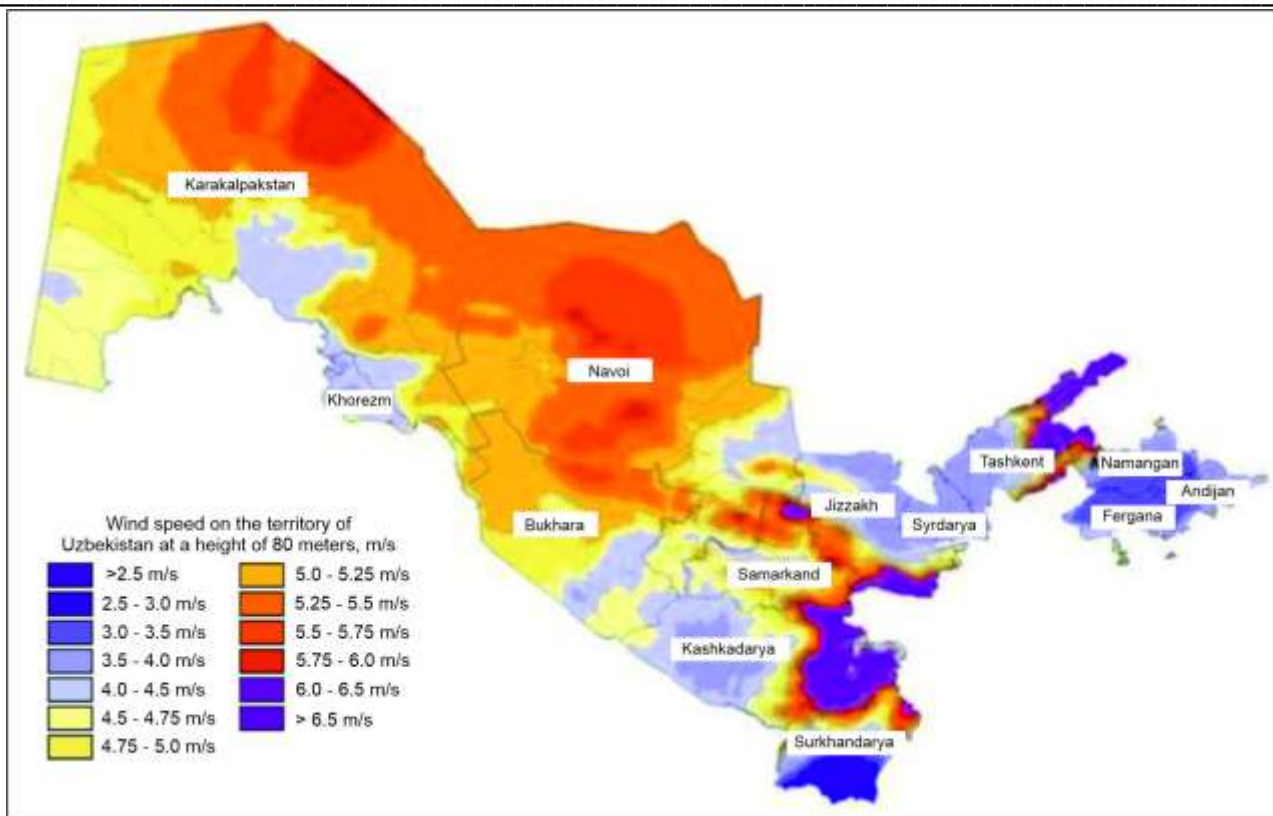 Karakalpakstan
Navoi
Khorezm
Tashkent
Namangan
Andijan
Fergana
Jizzakh
Syrdarya
Bukhara
Samarkand
Kashkadarya
Surkhandarya
Wind speed on the territory of
Uzbekistan at a height of 80 meters, m/s
>2.5 m/s
2.5 - 3.0 m/s
3.0 - 3.5 m/s
3.5 - 4.0 m/s
4.0 - 4.5 m/s
4.5 - 4.75 m/s
4.75 - 5.0 m/s
5.0 - 5.25 m/s
5.25 - 5.5 m/s
5.5 - 5.75 m/s
5.75 - 6.0 m/s
6.0 - 6.5 m/s
> 6.5 m/s